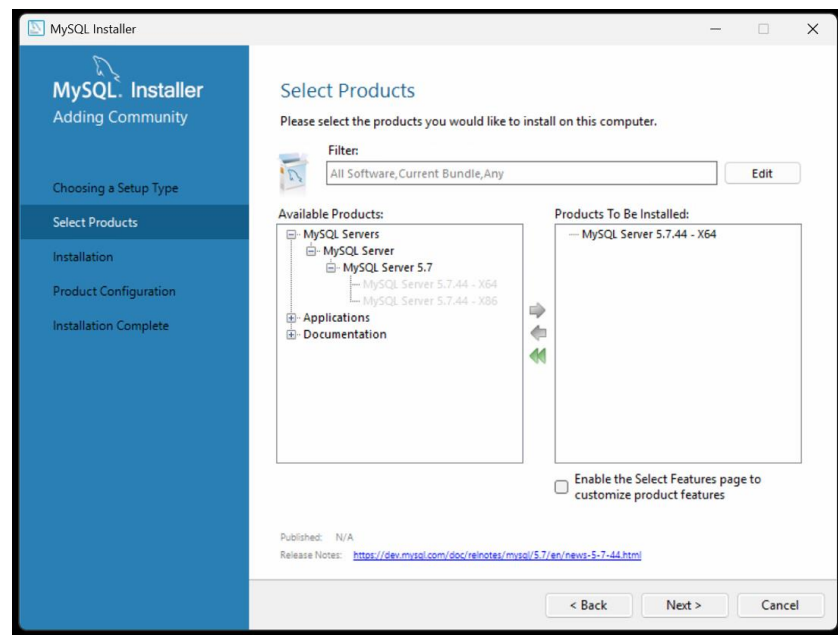 MySQL Installer
MySQL. Installer
Adding Community
Choosing a Setup Type
Select Products
Installation
Product Configuration
Installation Complete
Select Products
Please select the products you would like to install on this computer.
Filter:
All Software,Current Bundle,Any
Edit
Available Products:
MySQL Servers
MySQL Server
MySQL Server 5.7
MySQL Server 5.7.44 - X64
MySQL Server 5.7.44 - X86
Applications
Documentation
Products To Be Installed:
MySQL Server 5.7.44 - X64
Enable the Select Features page to
customize product features
Published: N/A
Release Notes: https://dev.mysql.com/doc/relnotes/mysql/5.7/en/news-5-7-44.html
< Back
Next >
Cancel